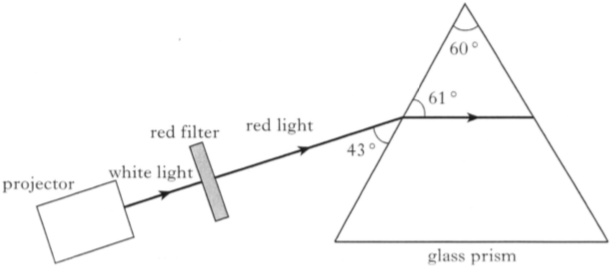 60°
61°
red light
red filter
43°
white light
projector
glass prism